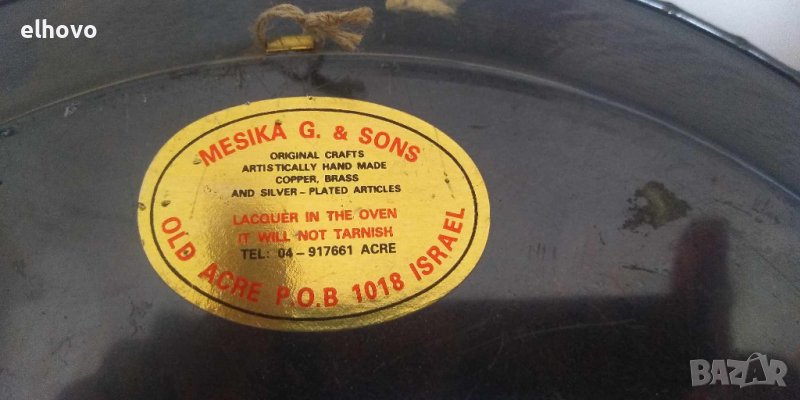 elhovo
MESIKA G. & SONS
ORIGINAL CRAFTS
ARTISTICALLY HAND MADE
COPPER, BRASS
AND SILVER - PLATED ARTICLES
LACQUER IN THE OVEN
IT WILL NOT TARNISH
TEL: 04-917661 ACRE
OLD ACRE P.O.B 1018 ISRAEL
BAZAR